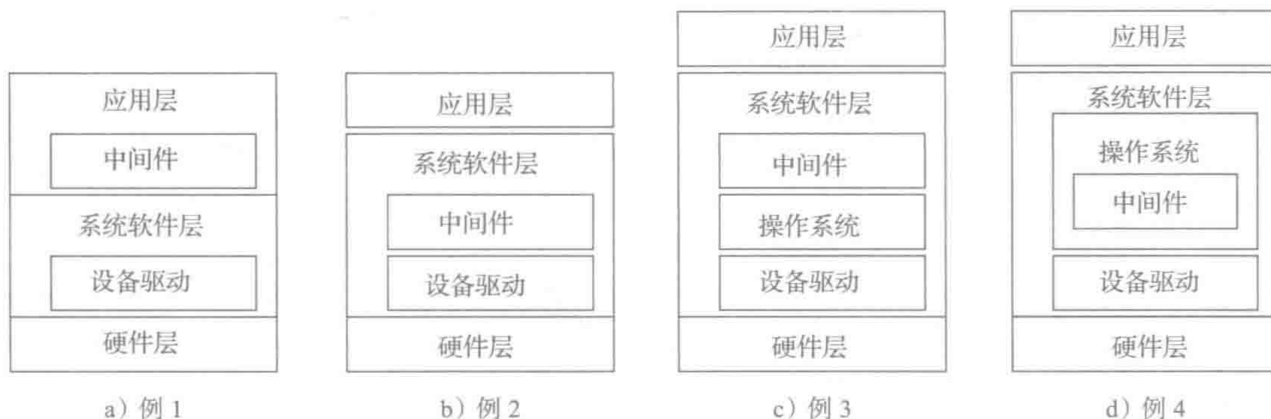 应用层
中间件
系统软件层
设备驱动
硬件层
a）例 1
应用层
系统软件层
中间件
设备驱动
硬件层
b）例 2
应用层
系统软件层
中间件
操作系统
设备驱动
硬件层
c）例 3
应用层
系统软件层
操作系统
中间件
设备驱动
硬件层
d）例 4